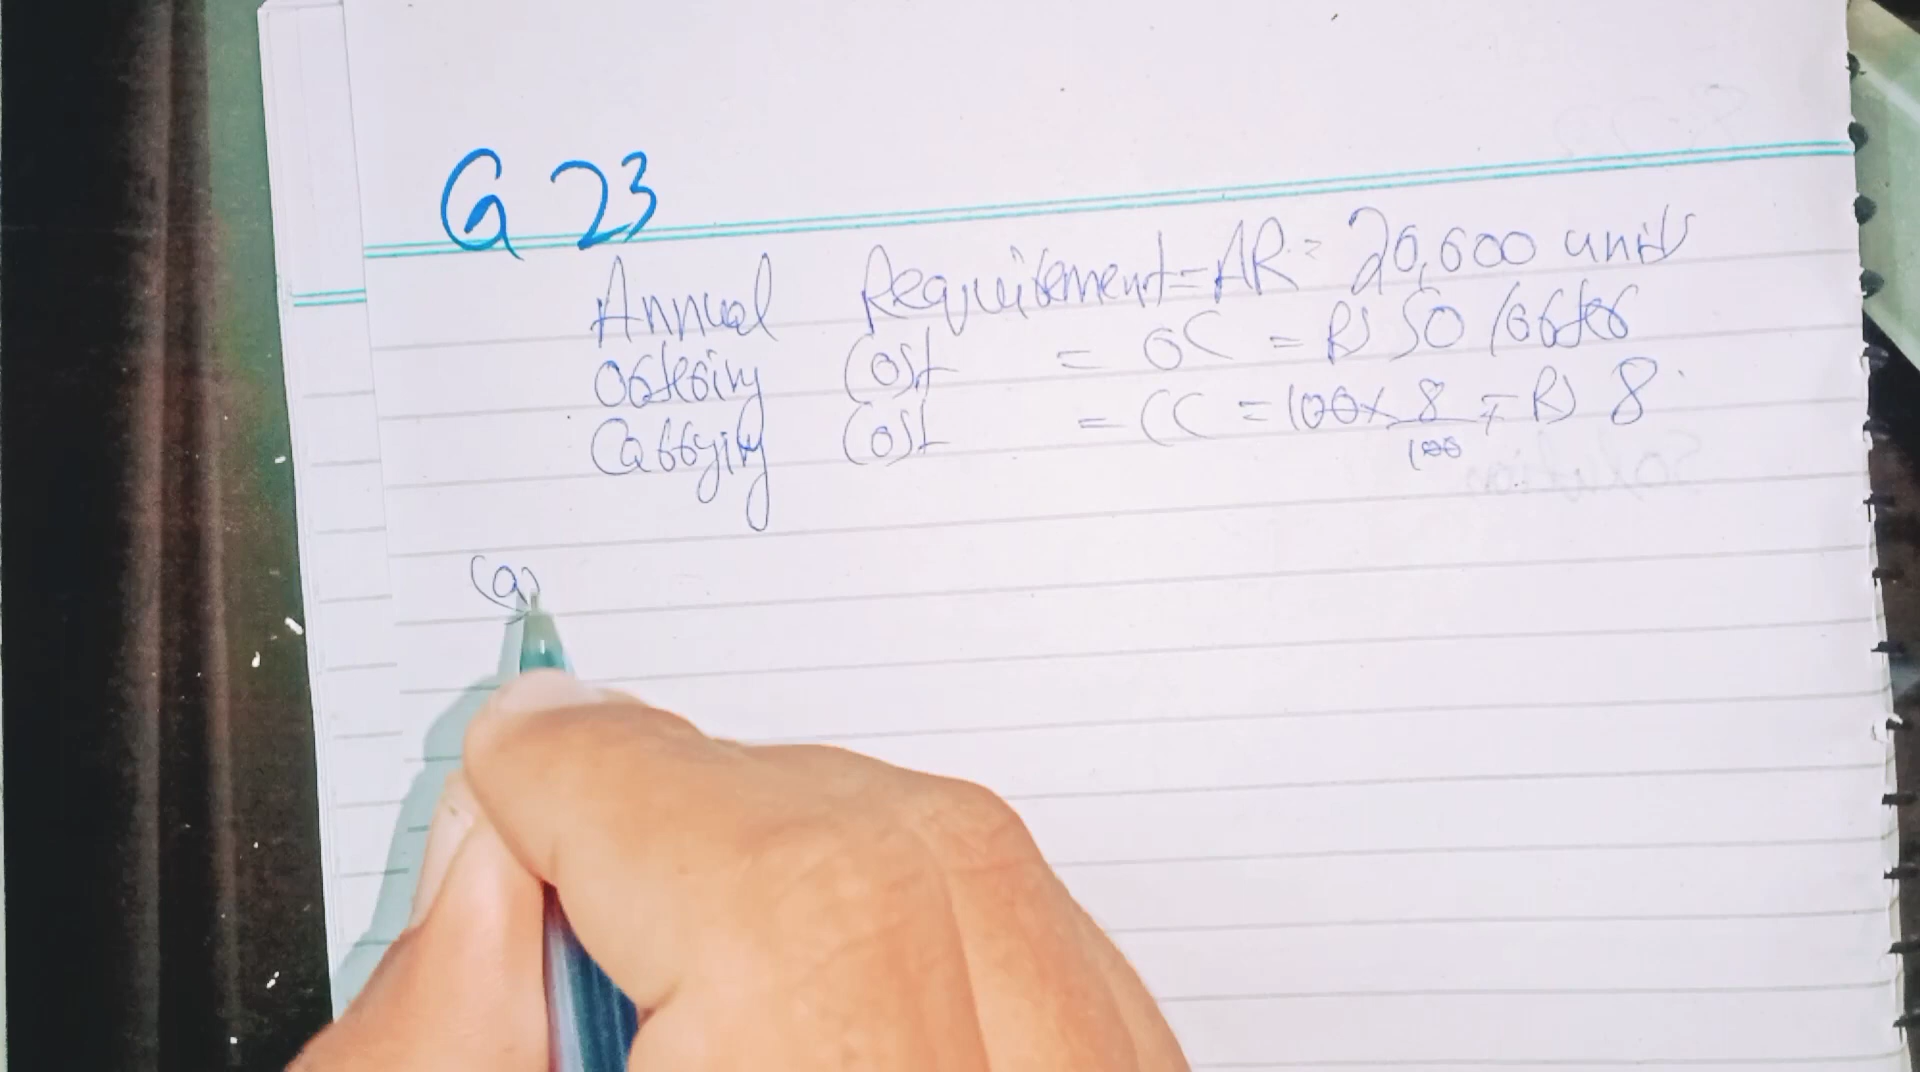 Q 23
Annual Requirement = AR = 20,000 units
Ordering Cost = OC = Rs 50 /order
Carrying Cost = CC = 100 x 8/100 = Rs 8
(a)